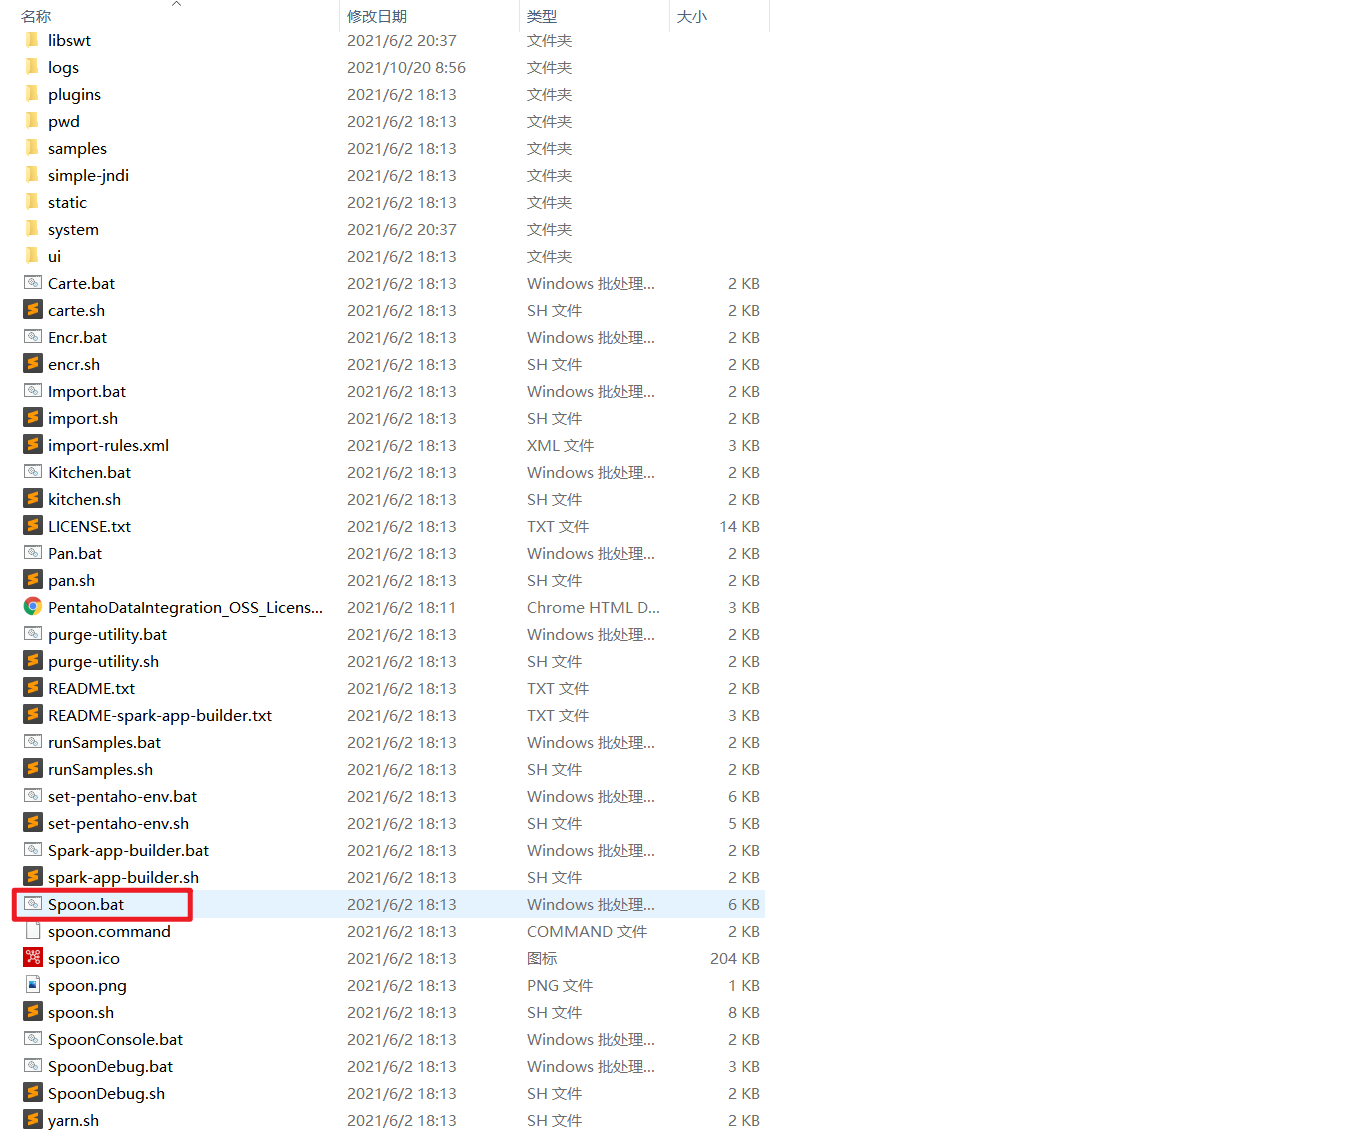 名称 修改日期 类型 大小
libswt 2021/6/2 20:37 文件夹
logs 2021/10/20 8:56 文件夹
plugins 2021/6/2 18:13 文件夹
pwd 2021/6/2 18:13 文件夹
samples 2021/6/2 18:13 文件夹
simple-jndi 2021/6/2 18:13 文件夹
static 2021/6/2 18:13 文件夹
system 2021/6/2 20:37 文件夹
ui 2021/6/2 18:13 文件夹
Carte.bat 2021/6/2 18:13 Windows 批处理... 2 KB
carte.sh 2021/6/2 18:13 SH 文件 2 KB
Encr.bat 2021/6/2 18:13 Windows 批处理... 2 KB
encr.sh 2021/6/2 18:13 SH 文件 2 KB
Import.bat 2021/6/2 18:13 Windows 批处理... 2 KB
import.sh 2021/6/2 18:13 SH 文件 2 KB
import-rules.xml 2021/6/2 18:13 XML 文件 3 KB
Kitchen.bat 2021/6/2 18:13 Windows 批处理... 2 KB
kitchen.sh 2021/6/2 18:13 SH 文件 2 KB
LICENSE.txt 2021/6/2 18:13 TXT 文件 14 KB
Pan.bat 2021/6/2 18:13 Windows 批处理... 2 KB
pan.sh 2021/6/2 18:13 SH 文件 2 KB
PentahoDataIntegration_OSS_Licens... 2021/6/2 18:11 Chrome HTML D... 3 KB
purge-utility.bat 2021/6/2 18:13 Windows 批处理... 2 KB
purge-utility.sh 2021/6/2 18:13 SH 文件 2 KB
README.txt 2021/6/2 18:13 TXT 文件 2 KB
README-spark-app-builder.txt 2021/6/2 18:13 TXT 文件 3 KB
runSamples.bat 2021/6/2 18:13 Windows 批处理... 2 KB
runSamples.sh 2021/6/2 18:13 SH 文件 2 KB
set-pentaho-env.bat 2021/6/2 18:13 Windows 批处理... 6 KB
set-pentaho-env.sh 2021/6/2 18:13 SH 文件 5 KB
Spark-app-builder.bat 2021/6/2 18:13 Windows 批处理... 2 KB
spark-app-builder.sh 2021/6/2 18:13 SH 文件 2 KB
Spoon.bat 2021/6/2 18:13 Windows 批处理... 6 KB
spoon.command 2021/6/2 18:13 COMMAND 文件 2 KB
spoon.ico 2021/6/2 18:13 图标 204 KB
spoon.png 2021/6/2 18:13 PNG 文件 1 KB
spoon.sh 2021/6/2 18:13 SH 文件 8 KB
SpoonConsole.bat 2021/6/2 18:13 Windows 批处理... 2 KB
SpoonDebug.bat 2021/6/2 18:13 Windows 批处理... 3 KB
SpoonDebug.sh 2021/6/2 18:13 SH 文件 2 KB
yarn.sh 2021/6/2 18:13 SH 文件 2 KB